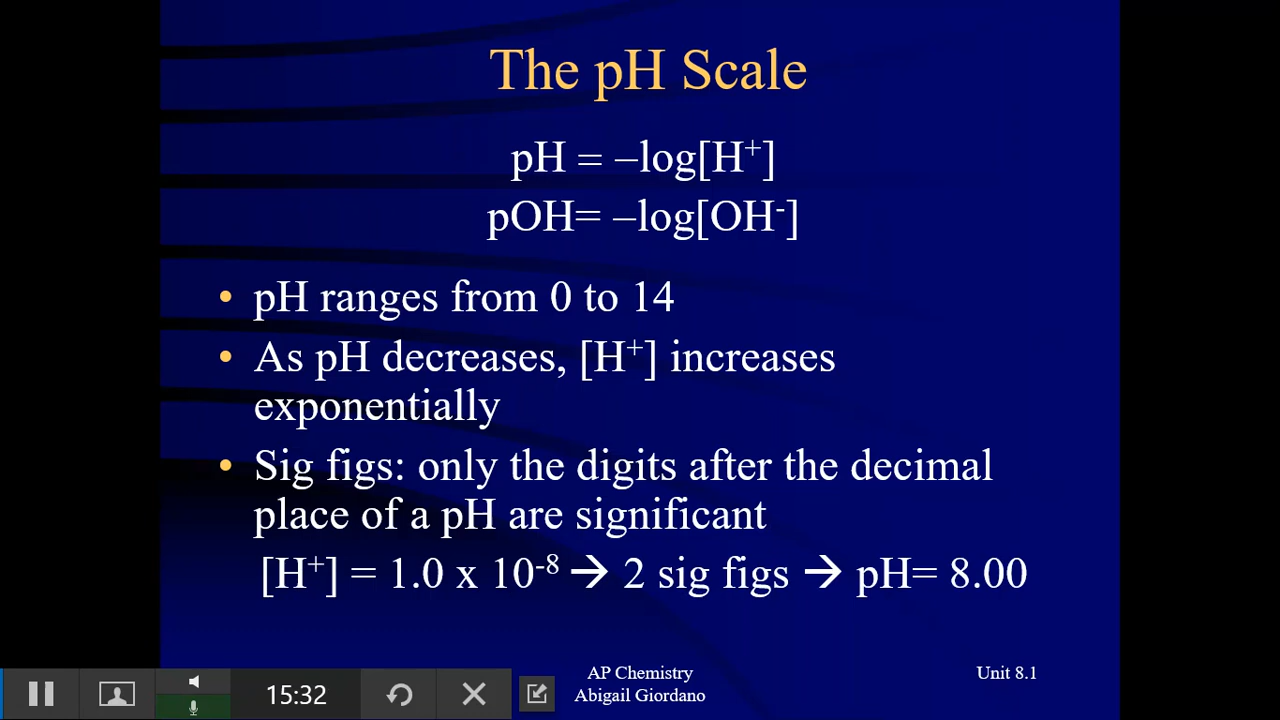 The pH Scale
pH = –log[H⁺]
pOH= –log[OH⁻]
• pH ranges from 0 to 14
• As pH decreases, [H⁺] increases
exponentially
• Sig figs: only the digits after the decimal
place of a pH are significant
[H⁺] = 1.0 x 10⁻⁸ → 2 sig figs → pH= 8.00
AP Chemistry
Abigail Giordano
Unit 8.1
15:32